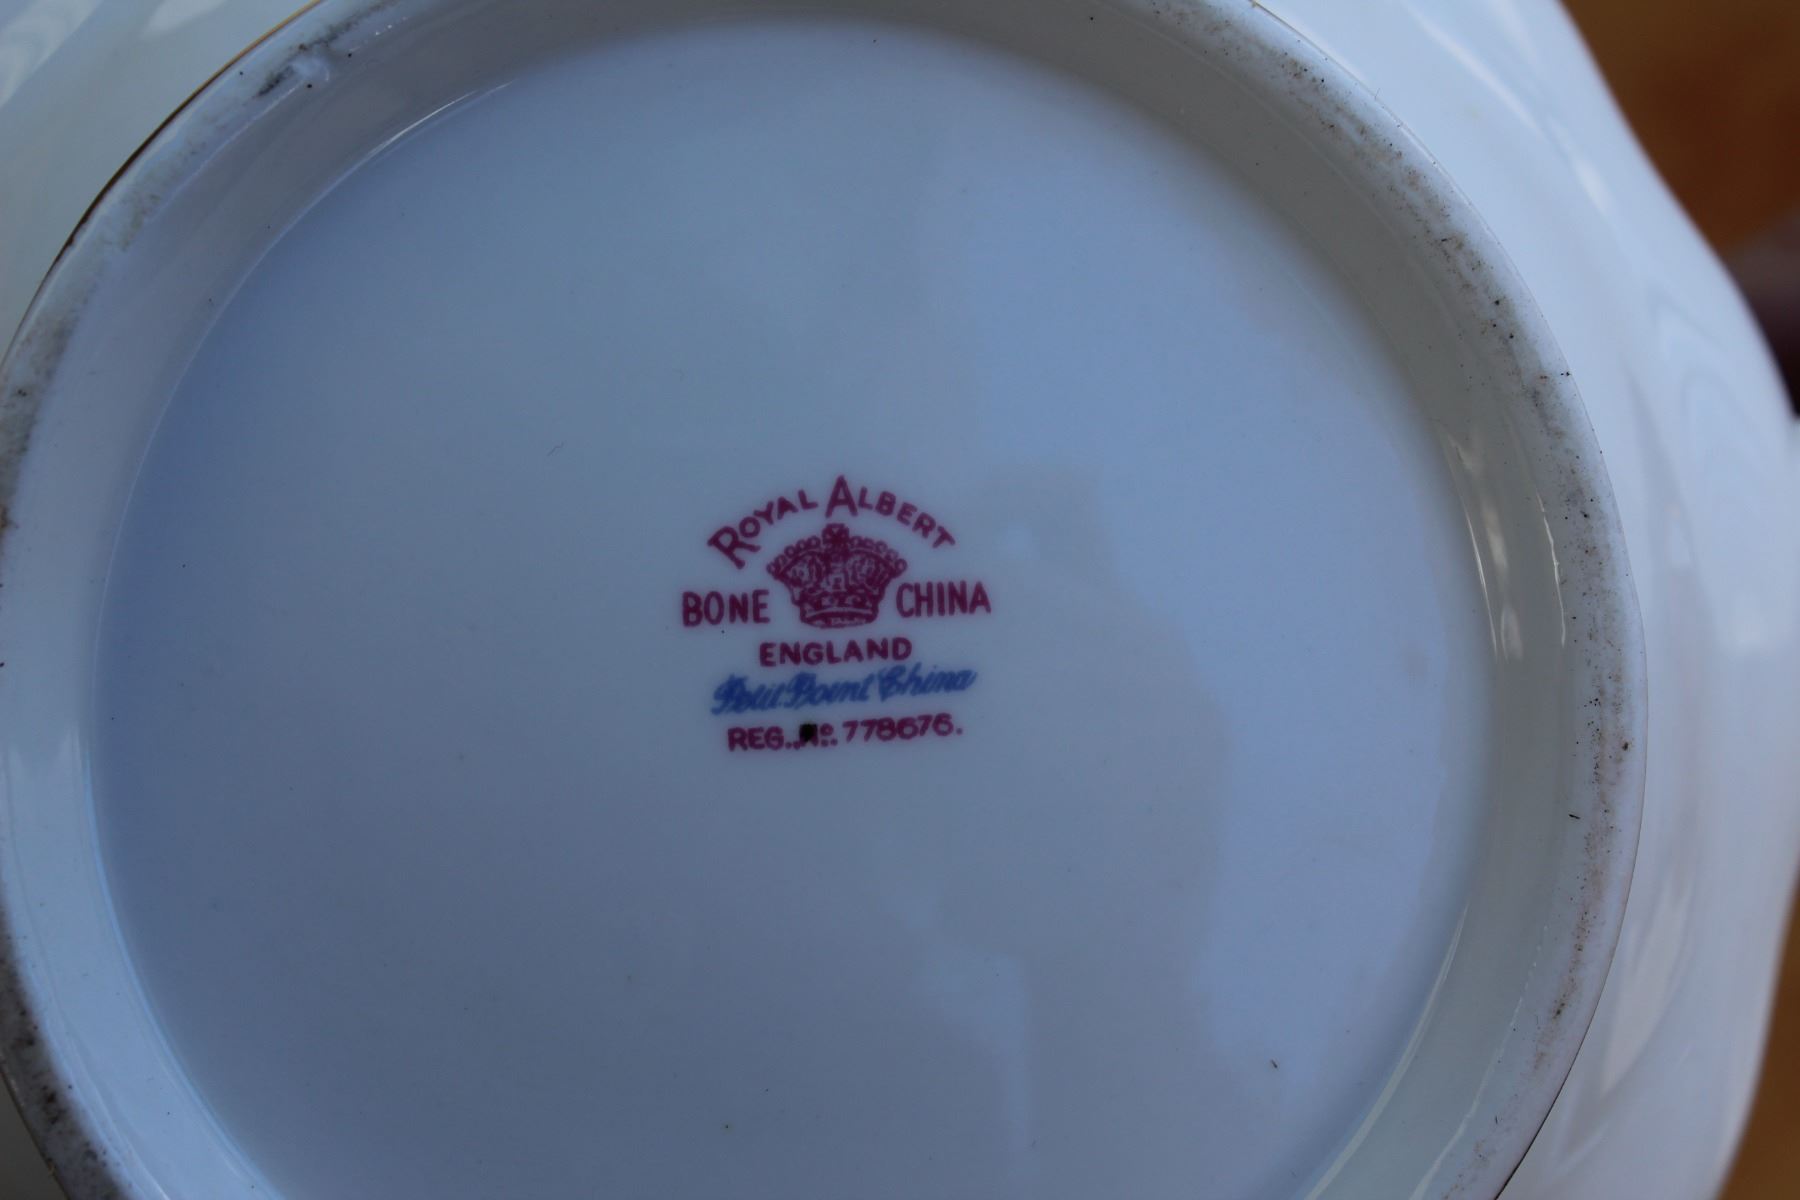 ROYAL ALBERT
BONE CHINA
ENGLAND
Petit Point China
REG. No. 778676.